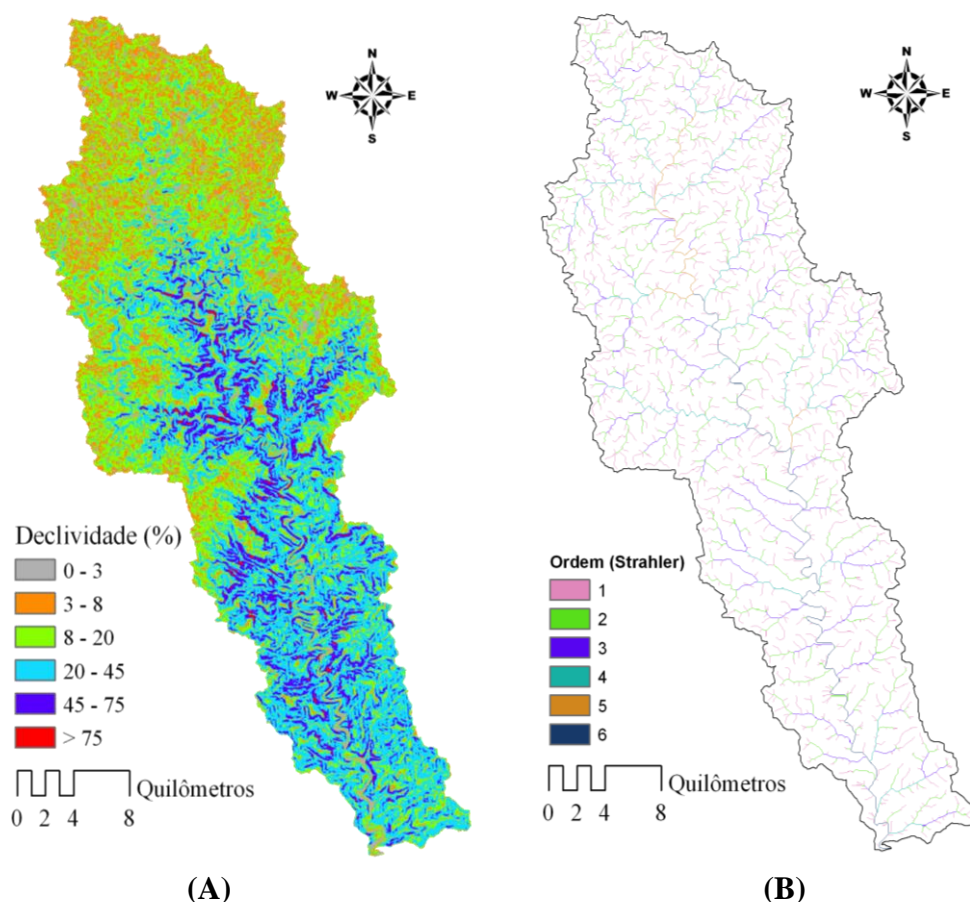 N
W E
S
Declividade (%)
0 - 3
3 - 8
8 - 20
20 - 45
45 - 75
> 75
Quilômetros
0 2 4 8
(A)
N
W E
S
Ordem (Strahler)
1
2
3
4
5
6
Quilômetros
0 2 4 8
(B)